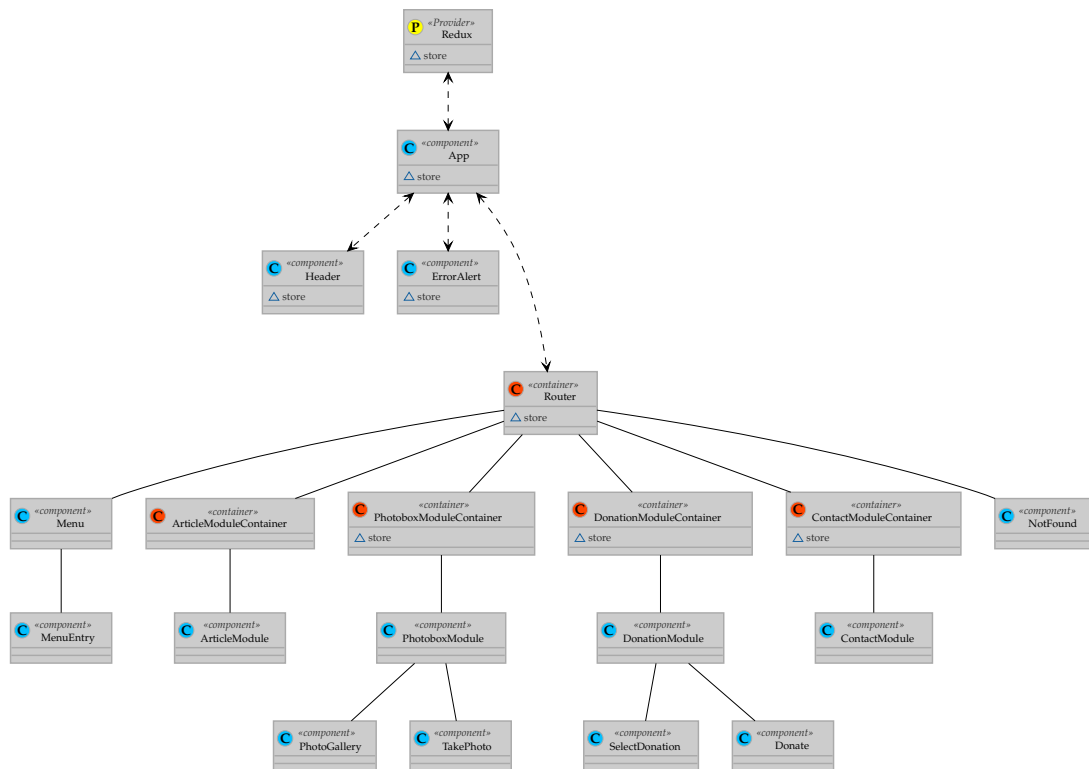 P «Provider»
Redux
store
C «component»
App
store
C «component»
Header
store
C «component»
ErrorAlert
store
C «container»
Router
store
C «component»
Menu
C «container»
ArticleModuleContainer
C «container»
PhotoboxModuleContainer
store
C «container»
DonationModuleContainer
store
C «container»
ContactModuleContainer
store
C «component»
NotFound
C «component»
MenuEntry
C «component»
ArticleModule
C «component»
PhotoboxModule
C «component»
DonationModule
C «component»
ContactModule
C «component»
PhotoGallery
C «component»
TakePhoto
C «component»
SelectDonation
C «component»
Donate